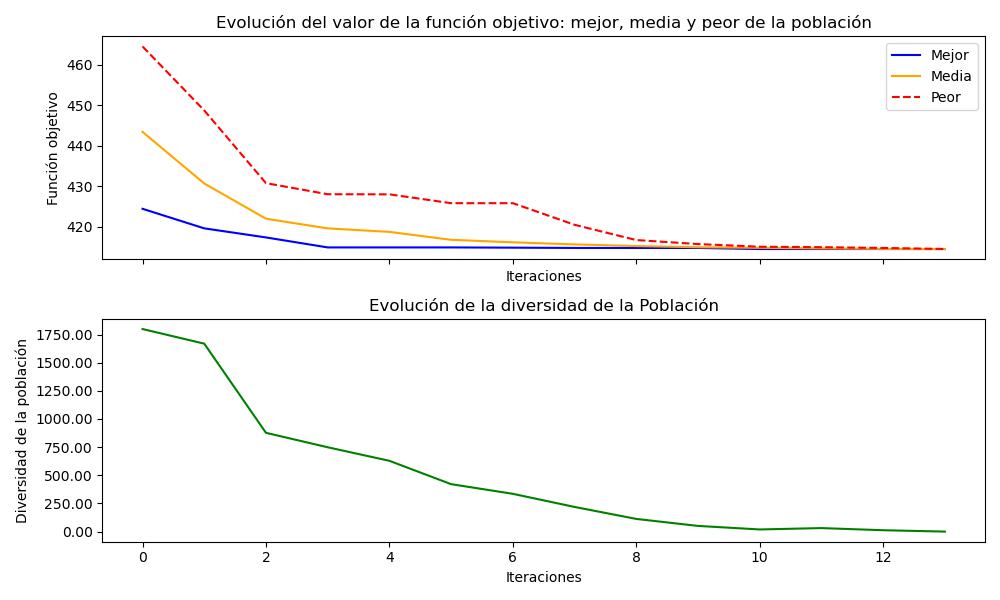 Evolución del valor de la función objetivo: mejor, media y peor de la población
Función objetivo
460
450
440
430
420
Mejor
Media
Peor
Iteraciones
Evolución de la diversidad de la Población
Diversidad de la población
1750.00
1500.00
1250.00
1000.00
750.00
500.00
250.00
0.00
0 2 4 6 8 10 12
Iteraciones